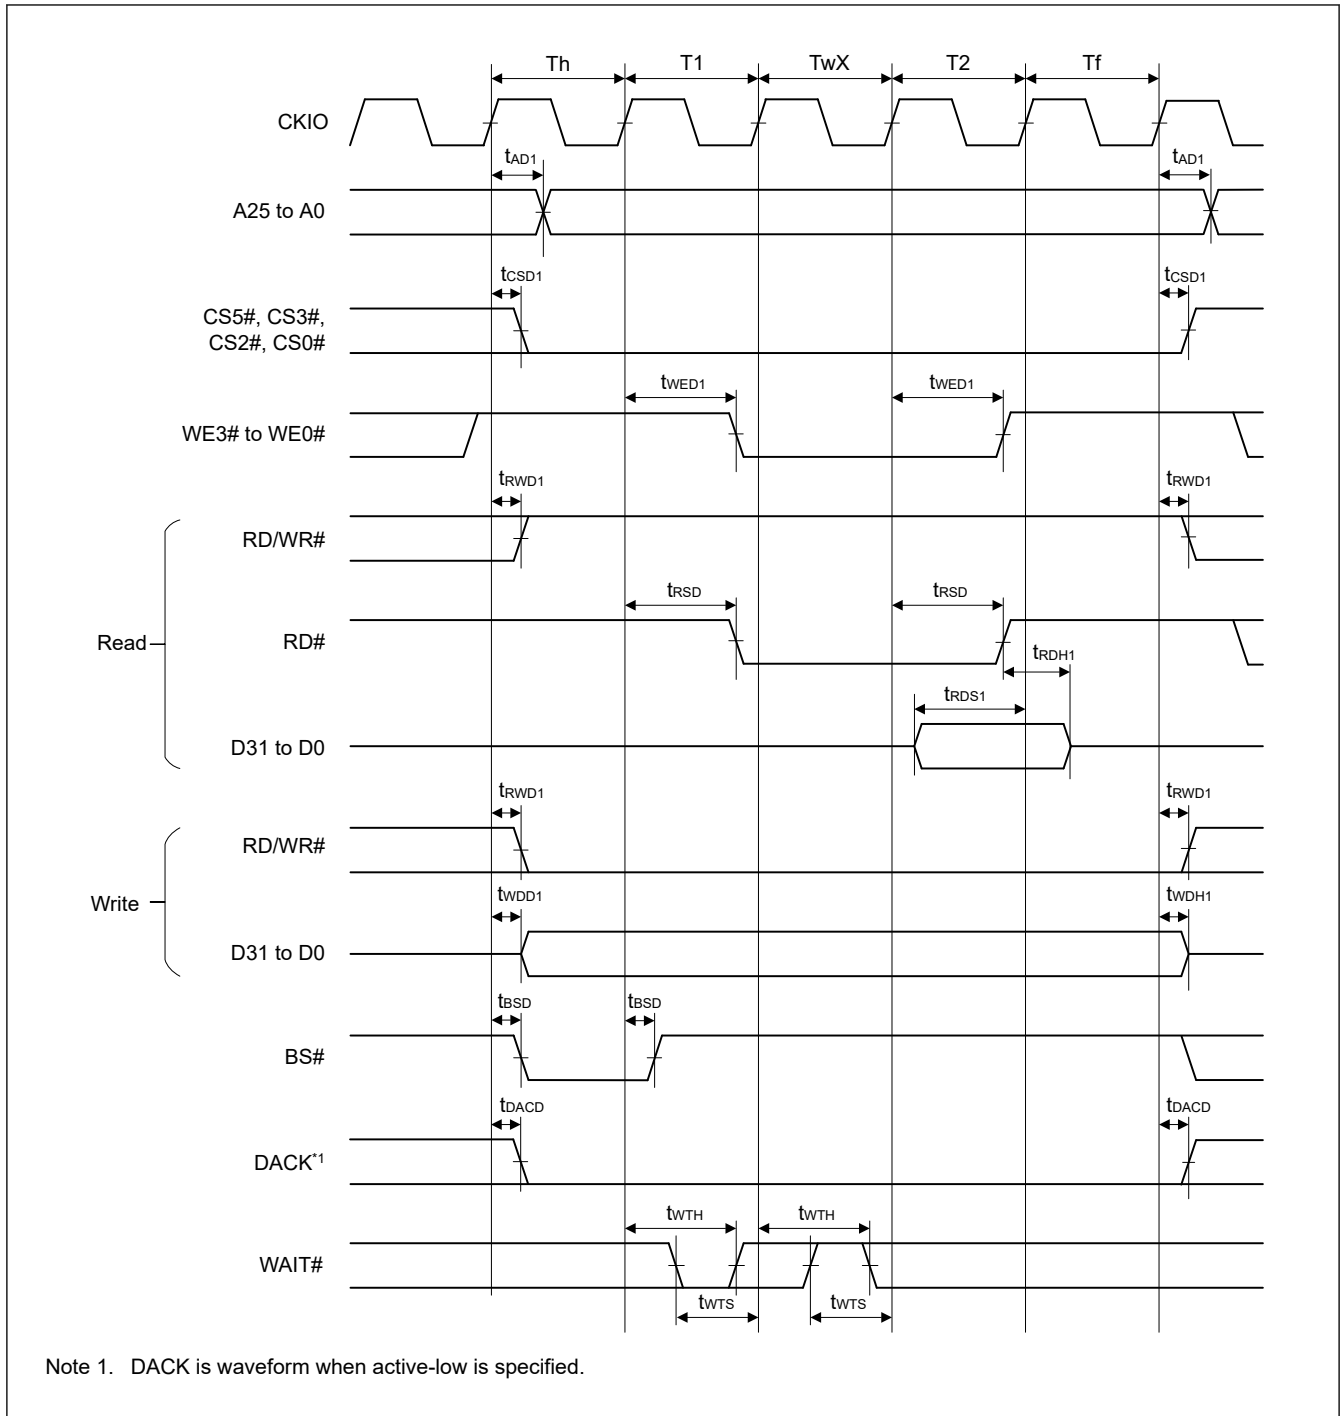 Th T1 TwX T2 Tf
CKIO
tAD1 tAD1
A25 to A0
tCSD1 tCSD1
CS5#, CS3#,
CS2#, CS0#
tWED1 tWED1
WE3# to WE0#
tRWD1 tRWD1
RD/WR#
tRSD tRSD
Read RD#
tRDH1
tRDS1
D31 to D0
tRWD1 tRWD1
RD/WR#
tWDD1 tWDH1
Write
D31 to D0
tBSD tBSD
BS#
tDACD tDACD
DACK*1
tWTH tWTH
WAIT#
tWTS tWTS
Note 1. DACK is waveform when active-low is specified.